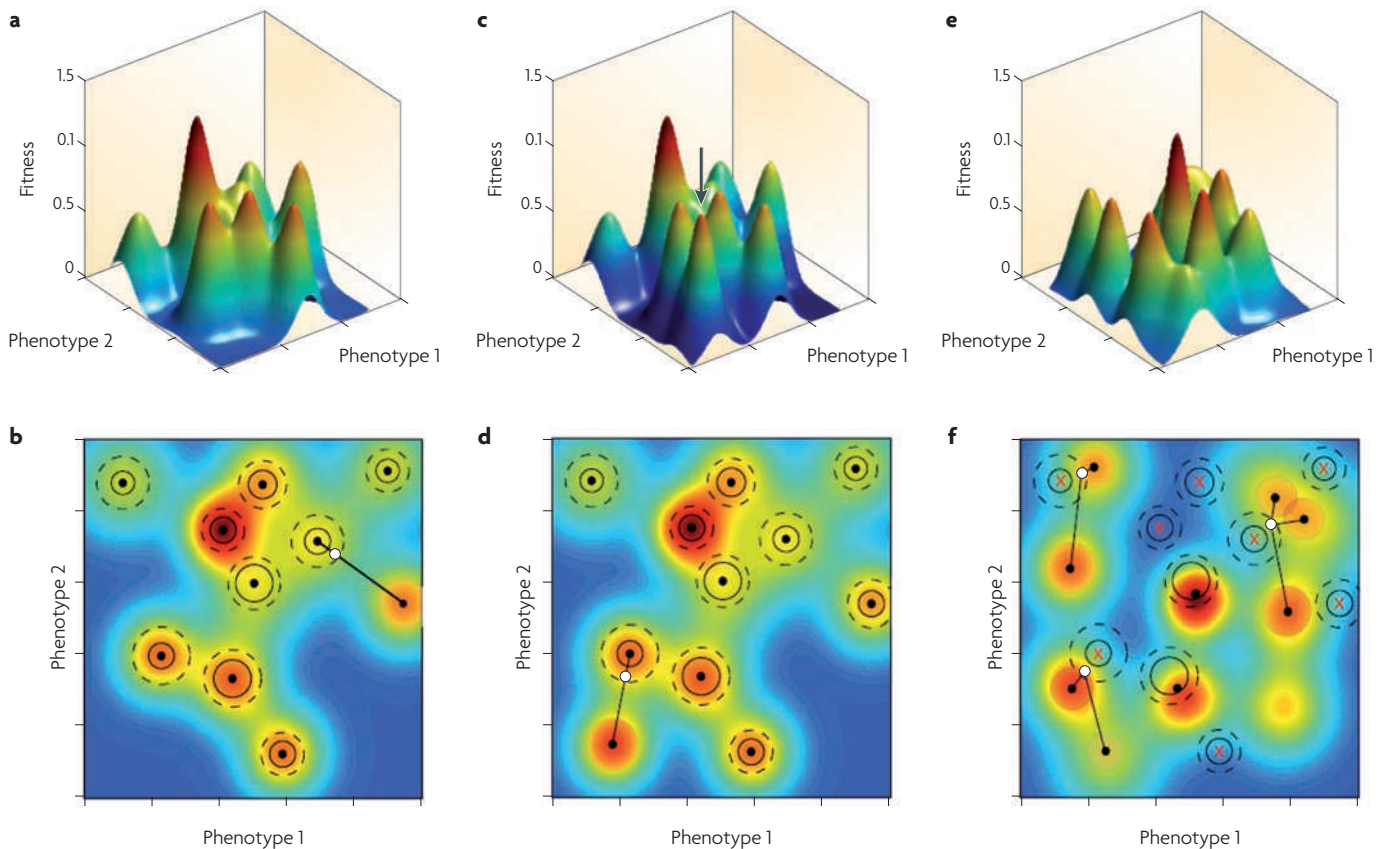 a
1.5
0.1
0.5
0
Fitness
Phenotype 2
Phenotype 1
c
1.5
0.1
0.5
0
Fitness
Phenotype 2
Phenotype 1
e
1.5
0.1
0.5
0
Fitness
Phenotype 2
Phenotype 1
b
Phenotype 2
Phenotype 1
d
Phenotype 2
Phenotype 1
f
X
X
X
X
X
X
X
X
Phenotype 2
Phenotype 1